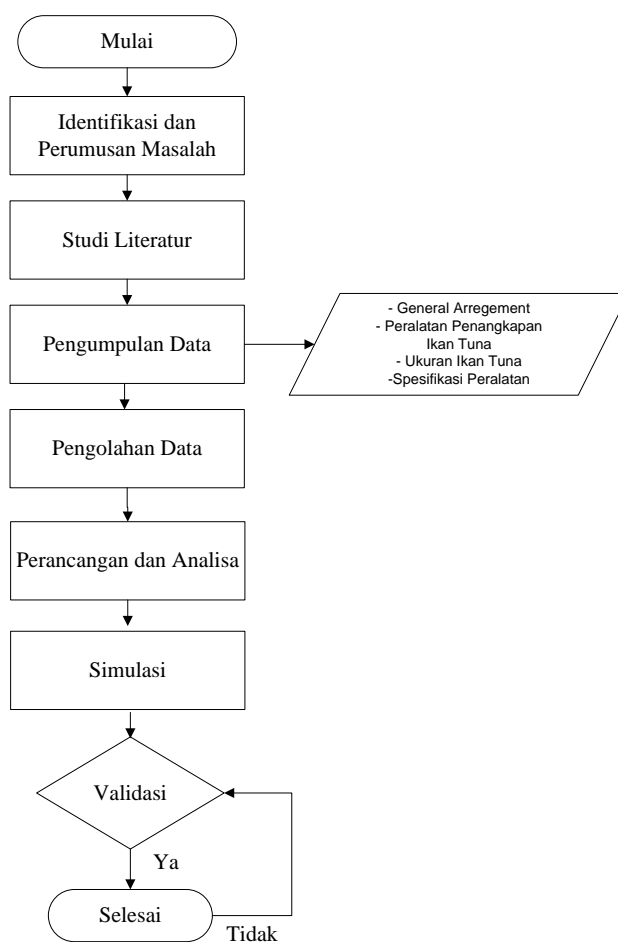 Mulai
Identifikasi dan
Perumusan Masalah
Studi Literatur
Pengumpulan Data
- General Arregement
- Peralatan Penangkapan
Ikan Tuna
- Ukuran Ikan Tuna
-Spesifikasi Peralatan
Pengolahan Data
Perancangan dan Analisa
Simulasi
Validasi
Ya
Selesai
Tidak